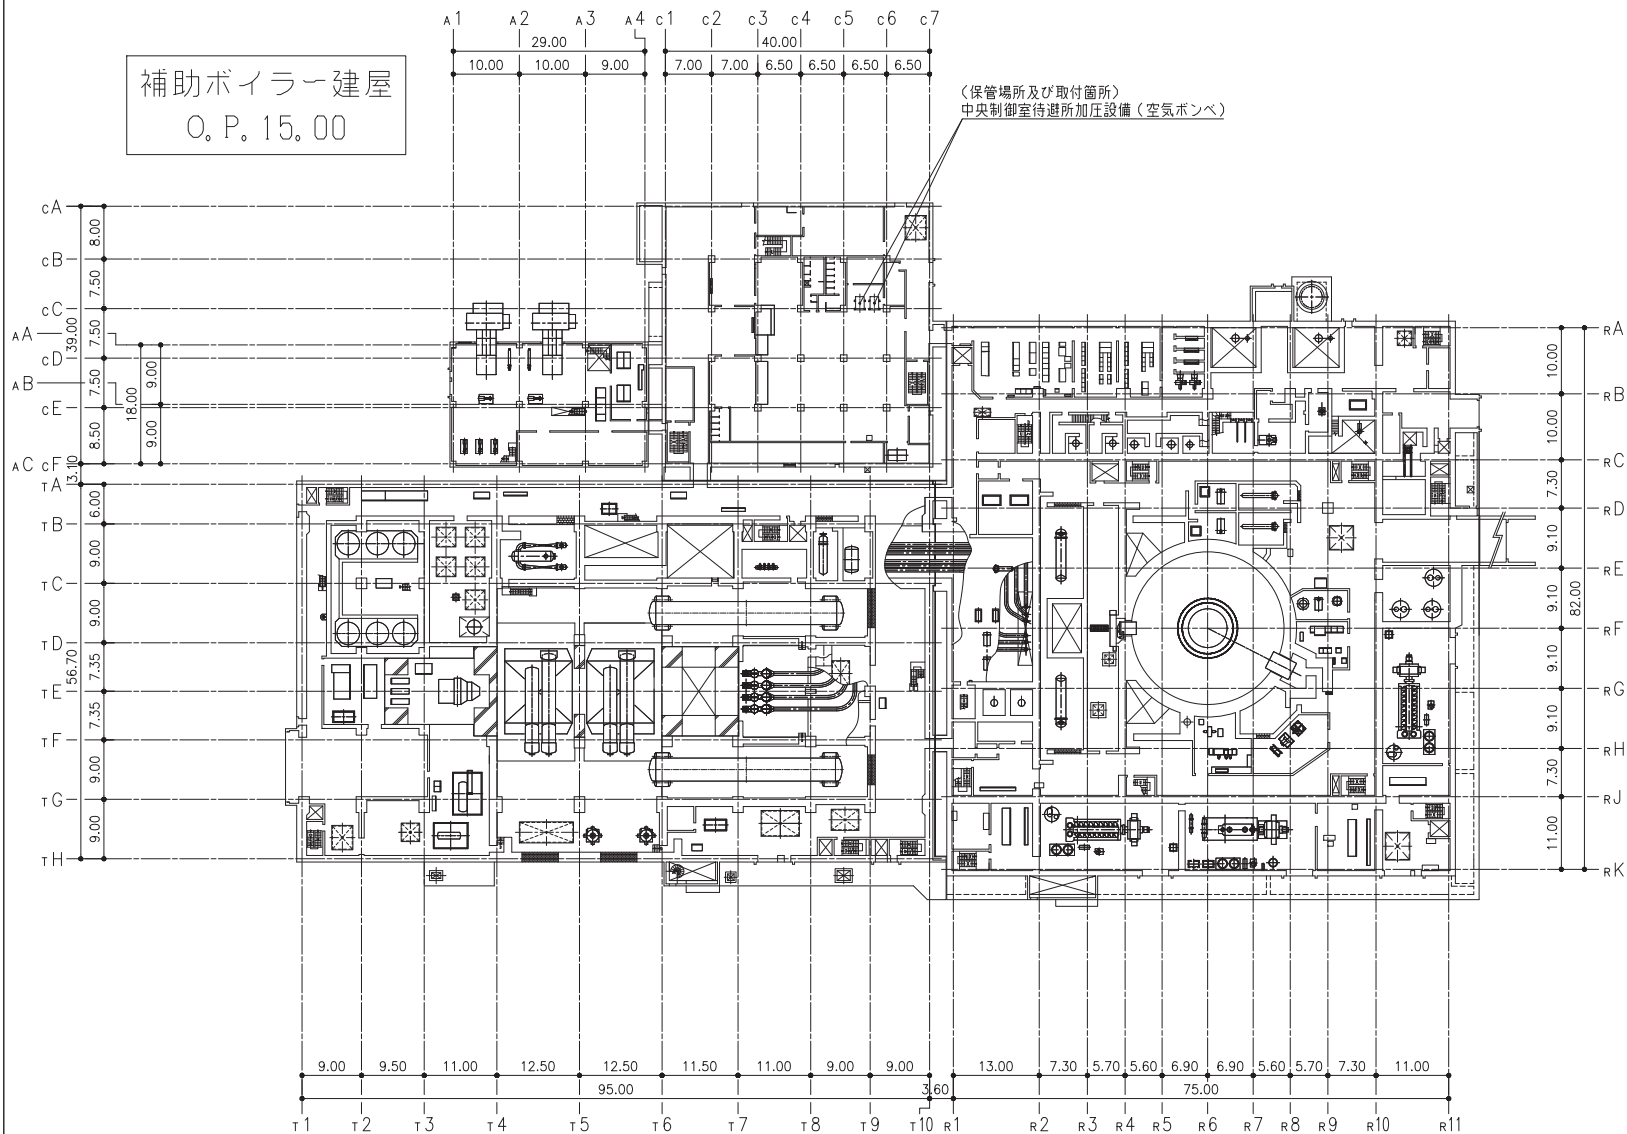 A1 A2 A3 A4 c1 c2 c3 c4 c5 c6 c7
29.00 40.00
10.00 10.00 9.00 7.00 7.00 6.50 6.50 6.50 6.50
補助ボイラー建屋
O.P.15.00
(保管場所及び取付箇所)
中央制御室待避所加圧設備(空気ボンベ)
cA
8.00
cB
7.50
cC
AA
39.00
7.50
cD
AB
7.50
9.00
18.00
cE
8.50
9.00
AC cF
3.10
TA
6.00
TB
9.00
TC
9.00
TD
7.35
56.70
TE
7.35
TF
9.00
TG
9.00
TH
RA
10.00
RB
10.00
RC
7.30
RD
9.10
RE
9.10
82.00
RF
9.10
RG
9.10
RH
7.30
RJ
11.00
RK
9.00 9.50 11.00 12.50 12.50 11.50 11.00 9.00 9.00 13.00 7.30 5.70 5.60 6.90 6.90 5.60 5.70 7.30 11.00
95.00 3.60 75.00
T1 T2 T3 T4 T5 T6 T7 T8 T9 T10 R1 R2 R3 R4 R5 R6 R7 R8 R9 R10 R11